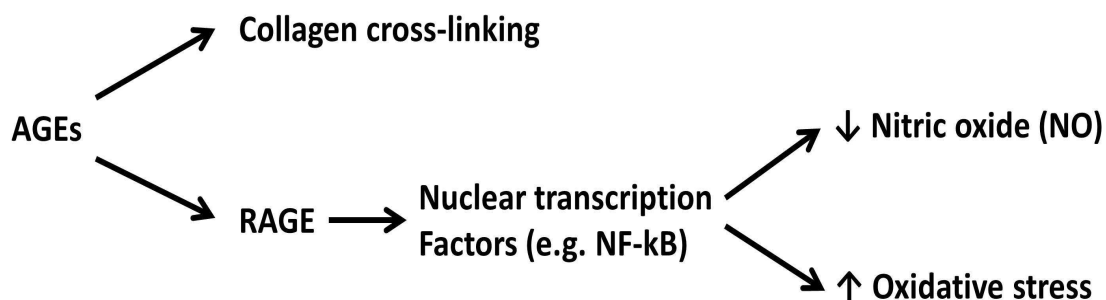 Collagen cross-linking
AGEs
↓ Nitric oxide (NO)
RAGE
Nuclear transcription
Factors (e.g. NF-kB)
↑ Oxidative stress